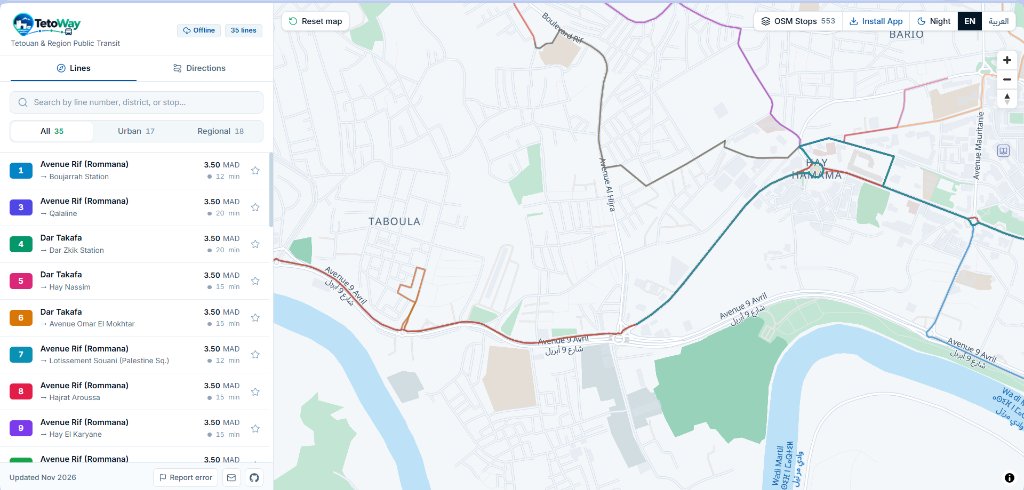 TetoWay
Tetouan & Region Public Transit
Offline
35 lines
Lines
Directions
Search by line number, district, or stop...
All 35
Urban 17
Regional 18
1
Avenue Rif (Rommana)
3.50 MAD
→ Boujarrah Station
12 min
3
Avenue Rif (Rommana)
3.50 MAD
→ Qalaline
20 min
4
Dar Takafa
3.50 MAD
→ Dar Zkik Station
20 min
5
Dar Takafa
3.50 MAD
→ Hay Nassim
15 min
6
Dar Takafa
3.50 MAD
→ Avenue Omar El Mokhtar
15 min
7
Avenue Rif (Rommana)
3.50 MAD
→ Lotissement Souani (Palestine Sq.)
12 min
8
Avenue Rif (Rommana)
3.50 MAD
→ Hajrat Aroussa
15 min
9
Avenue Rif (Rommana)
3.50 MAD
→ Hay El Karyane
15 min
Avenue Rif (Rommana)
3.50 MAD
Updated Nov 2026
Report error
Reset map
OSM Stops 553
Install App
Night
EN
العربية
BARIO
Boulevard Rif
Avenue Mauritanie
HAY
HAMAMA
Avenue Al Hijra
TABOULA
Avenue 9 Avril
شارع 9 أبريل
Avenue 9 Avril
شارع 9 أبريل
Avenue 9 Avril
شارع 9 أبريل
Avenue 9 Avril
شارع 9 أبريل
Wadi Martil
وادي مرتيل